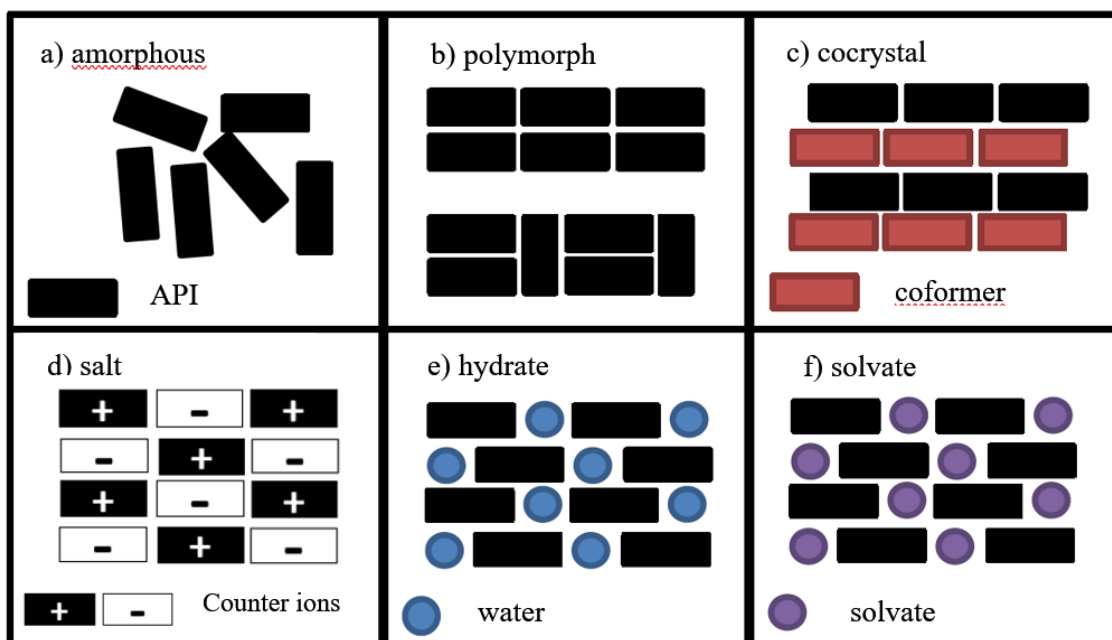 a) amorphous
API
b) polymorph
c) cocrystal
coformer
d) salt
+ - +
- + -
+ - +
- + -
+ - Counter ions
e) hydrate
water
f) solvate
solvate